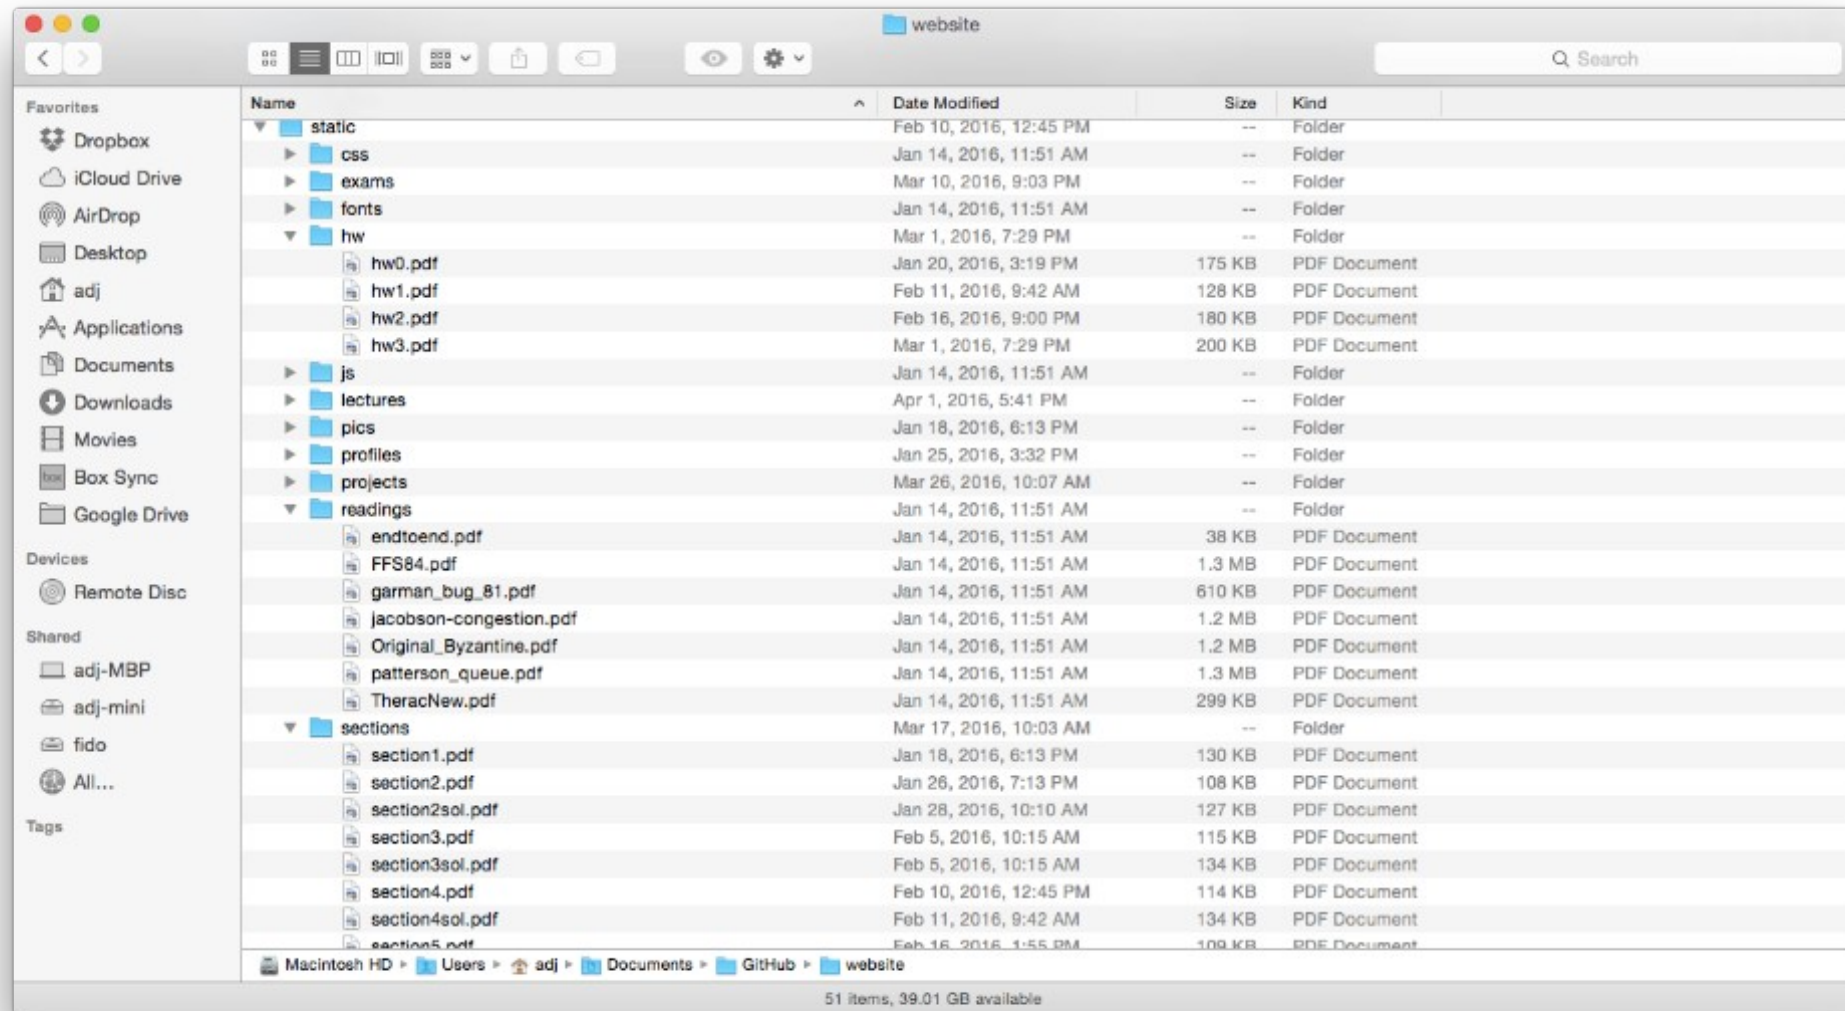 website
Search
Favorites
Dropbox
iCloud Drive
AirDrop
Desktop
adj
Applications
Documents
Downloads
Movies
box Box Sync
Google Drive
Devices
Remote Disc
Shared
adj-MBP
adj-mini
fido
All...
Tags
Name Date Modified Size Kind
static Feb 10, 2016, 12:45 PM -- Folder
css Jan 14, 2016, 11:51 AM -- Folder
exams Mar 10, 2016, 9:03 PM -- Folder
fonts Jan 14, 2016, 11:51 AM -- Folder
hw Mar 1, 2016, 7:29 PM -- Folder
hw0.pdf Jan 20, 2016, 3:19 PM 175 KB PDF Document
hw1.pdf Feb 11, 2016, 9:42 AM 128 KB PDF Document
hw2.pdf Feb 16, 2016, 9:00 PM 180 KB PDF Document
hw3.pdf Mar 1, 2016, 7:29 PM 200 KB PDF Document
js Jan 14, 2016, 11:51 AM -- Folder
lectures Apr 1, 2016, 5:41 PM -- Folder
pics Jan 18, 2016, 6:13 PM -- Folder
profiles Jan 25, 2016, 3:32 PM -- Folder
projects Mar 26, 2016, 10:07 AM -- Folder
readings Jan 14, 2016, 11:51 AM -- Folder
endtoend.pdf Jan 14, 2016, 11:51 AM 38 KB PDF Document
FFS84.pdf Jan 14, 2016, 11:51 AM 1.3 MB PDF Document
garman_bug_81.pdf Jan 14, 2016, 11:51 AM 610 KB PDF Document
jacobson-congestion.pdf Jan 14, 2016, 11:51 AM 1.2 MB PDF Document
Original_Byzantine.pdf Jan 14, 2016, 11:51 AM 1.2 MB PDF Document
patterson_queue.pdf Jan 14, 2016, 11:51 AM 1.3 MB PDF Document
TheracNew.pdf Jan 14, 2016, 11:51 AM 299 KB PDF Document
sections Mar 17, 2016, 10:03 AM -- Folder
section1.pdf Jan 18, 2016, 6:13 PM 130 KB PDF Document
section2.pdf Jan 26, 2016, 7:13 PM 108 KB PDF Document
section2sol.pdf Jan 28, 2016, 10:10 AM 127 KB PDF Document
section3.pdf Feb 5, 2016, 10:15 AM 115 KB PDF Document
section3sol.pdf Feb 5, 2016, 10:15 AM 134 KB PDF Document
section4.pdf Feb 10, 2016, 12:45 PM 114 KB PDF Document
section4sol.pdf Feb 11, 2016, 9:42 AM 134 KB PDF Document
section5.pdf Feb 16, 2016, 1:55 PM 109 KB PDF Document
Macintosh HD ▸ Users ▸ adj ▸ Documents ▸ GitHub ▸ website
51 items, 39.01 GB available